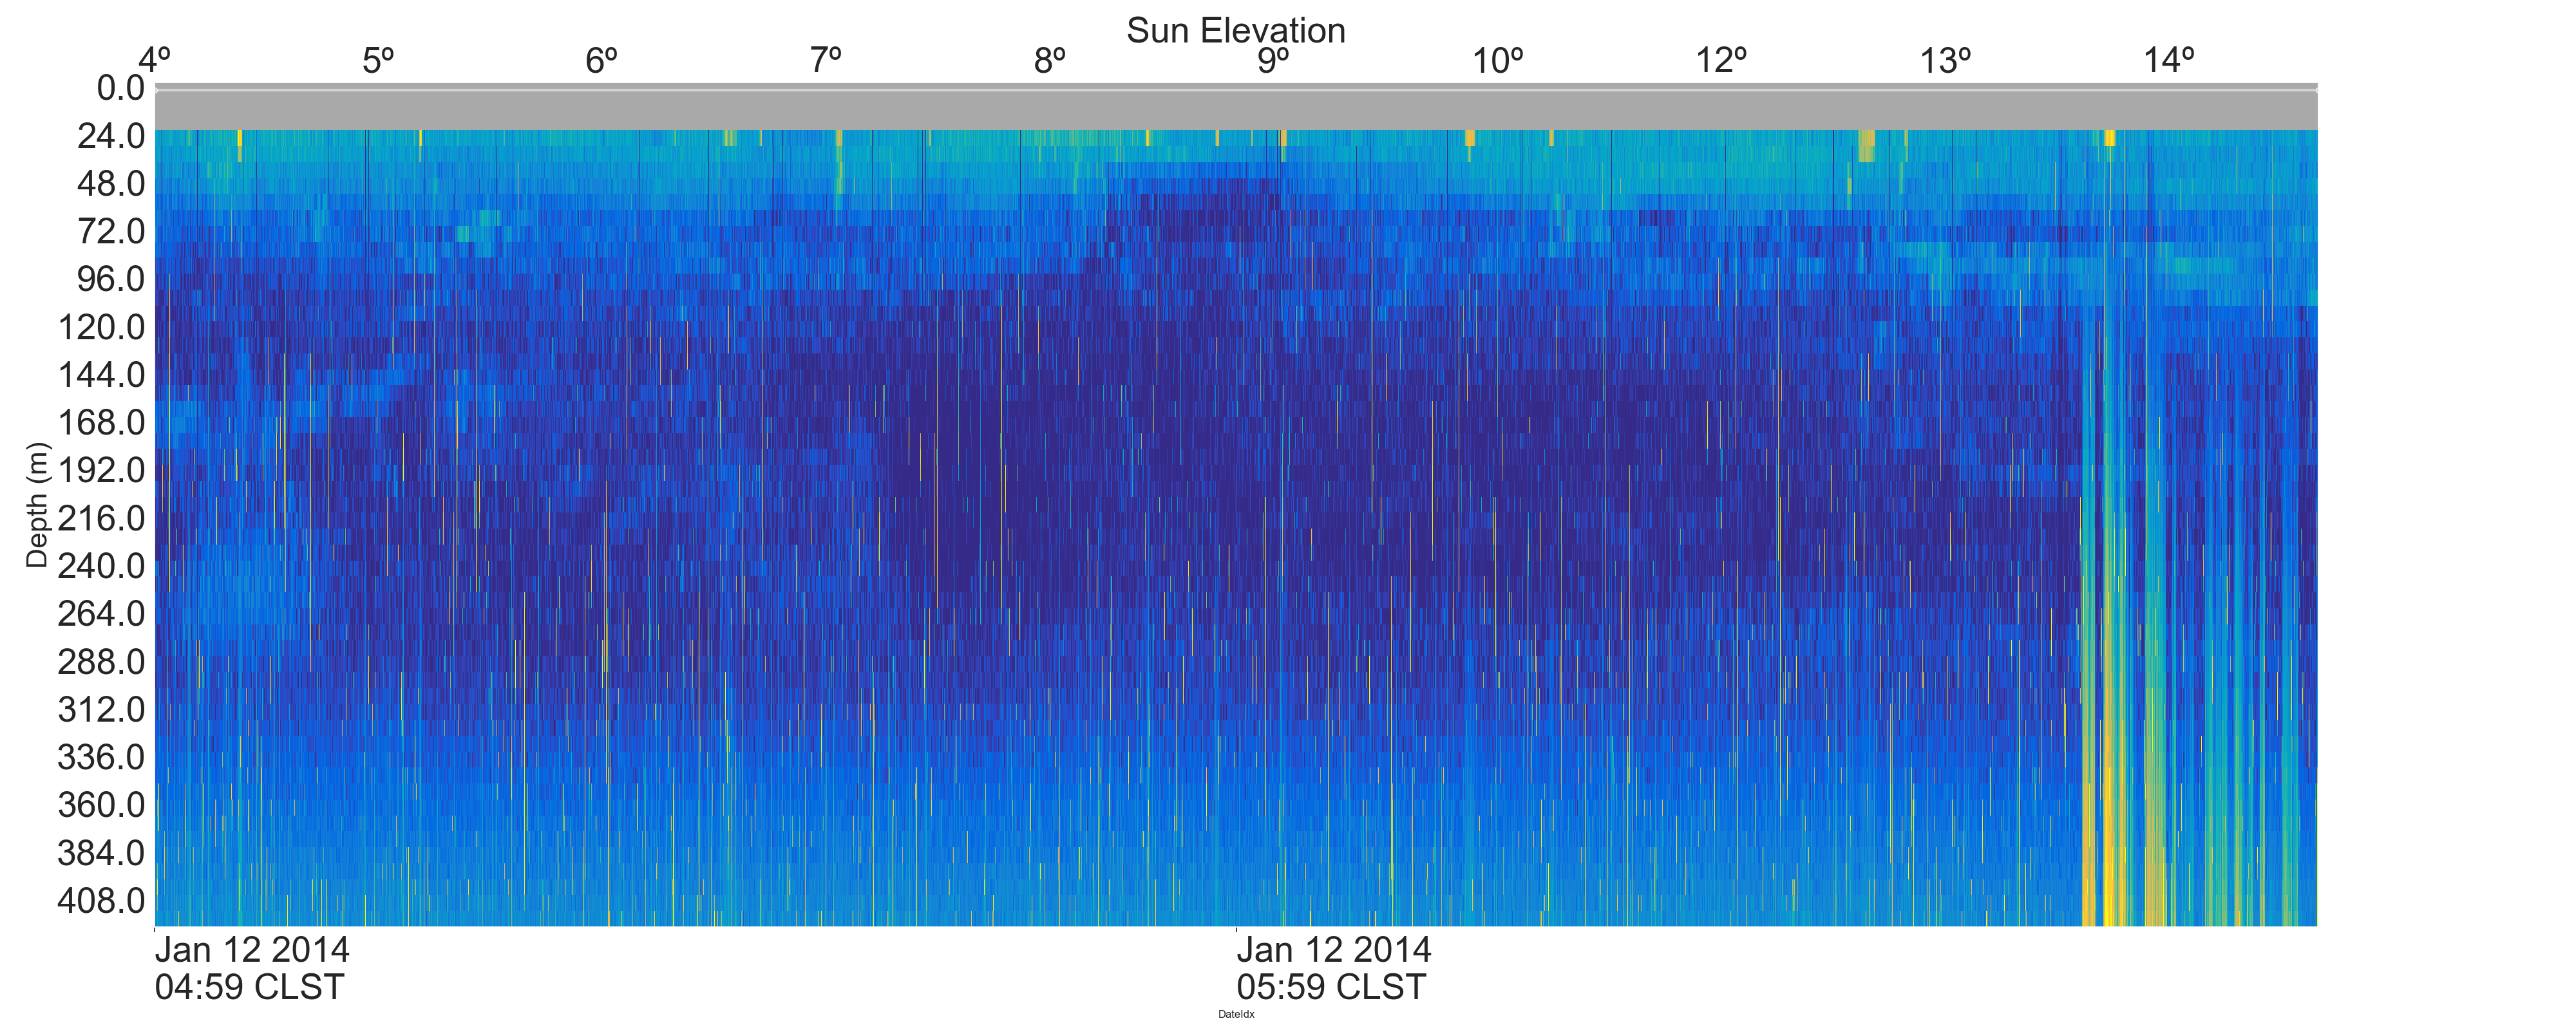 Sun Elevation
4º 5º 6º 7º 8º 9º 10º 12º 13º 14º
0.0
24.0
48.0
72.0
96.0
120.0
144.0
168.0
192.0
216.0
240.0
264.0
288.0
312.0
336.0
360.0
384.0
408.0
Depth (m)
Jan 12 2014
04:59 CLST
Jan 12 2014
05:59 CLST
DateIdx